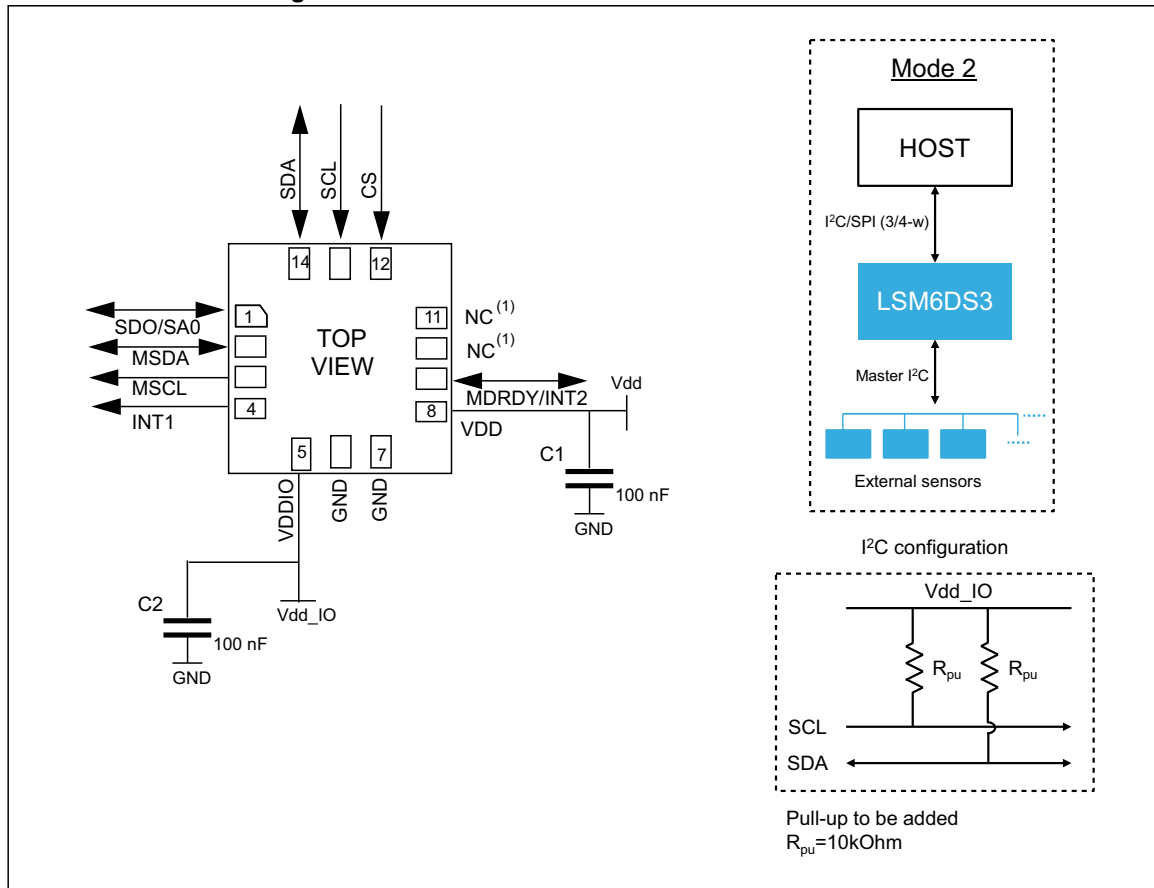 SDA
SCL
CS
14
12
1
11
NC(1)
SDO/SA0
TOP
VIEW
NC(1)
MSDA
MSCL
MDRDY/INT2
Vdd
4
8
INT1
VDD
5
7
C1
100 nF
GND
VDDIO
GND
GND
C2
Vdd_IO
100 nF
GND
Mode 2
HOST
I²C/SPI (3/4-w)
LSM6DS3
Master I²C
External sensors
I²C configuration
Vdd_IO
Rpu
Rpu
SCL
SDA
Pull-up to be added
Rpu=10kOhm